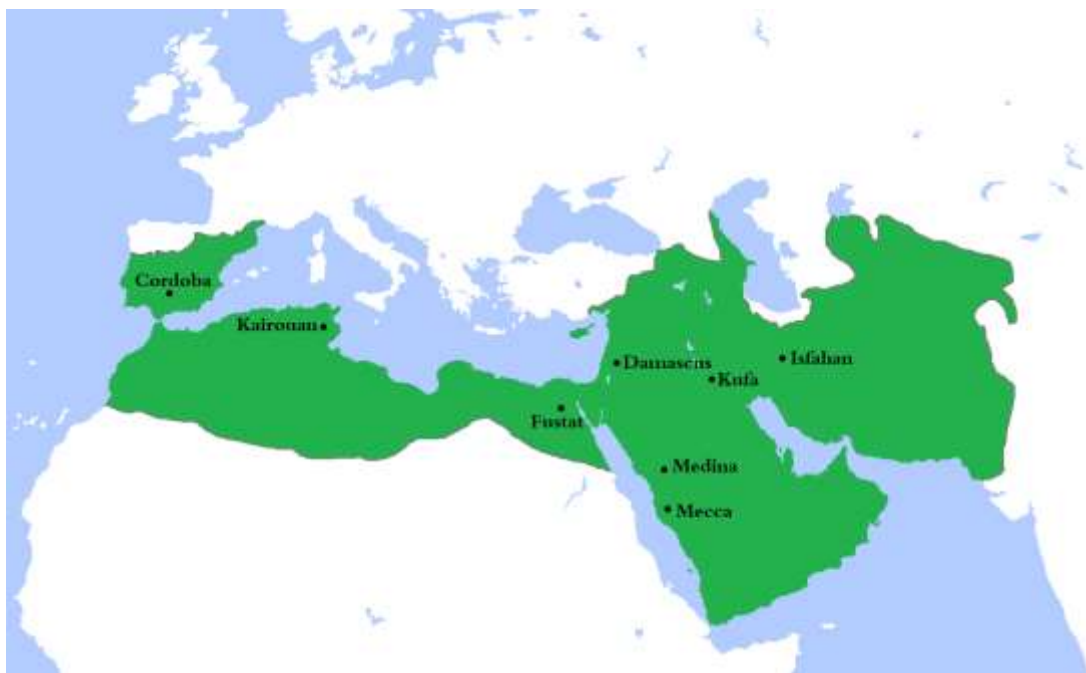 Cordoba
Kairouan
Damascus
Isfahan
Kufa
Fustat
Medina
Mecca